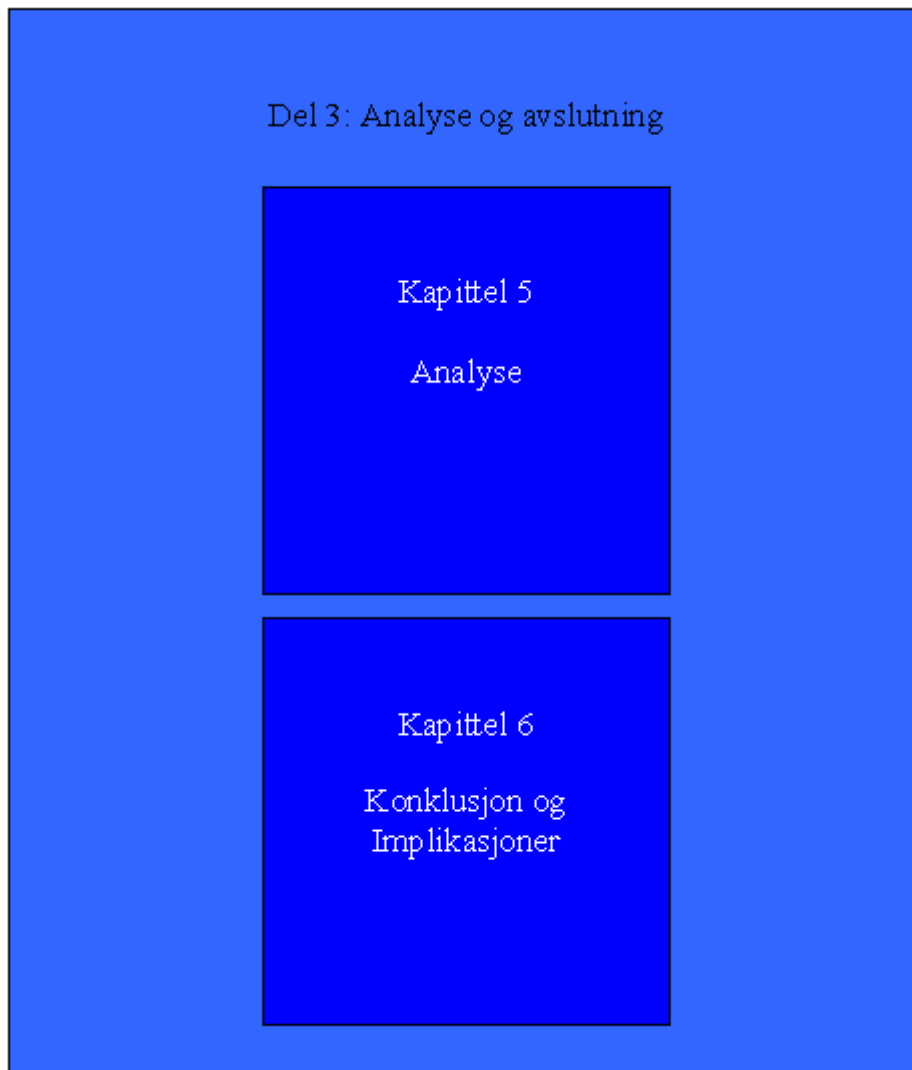 Del 3: Analyse og avslutning
Kapittel 5
Analyse
Kapittel 6
Konklusjon og
Implikasjoner